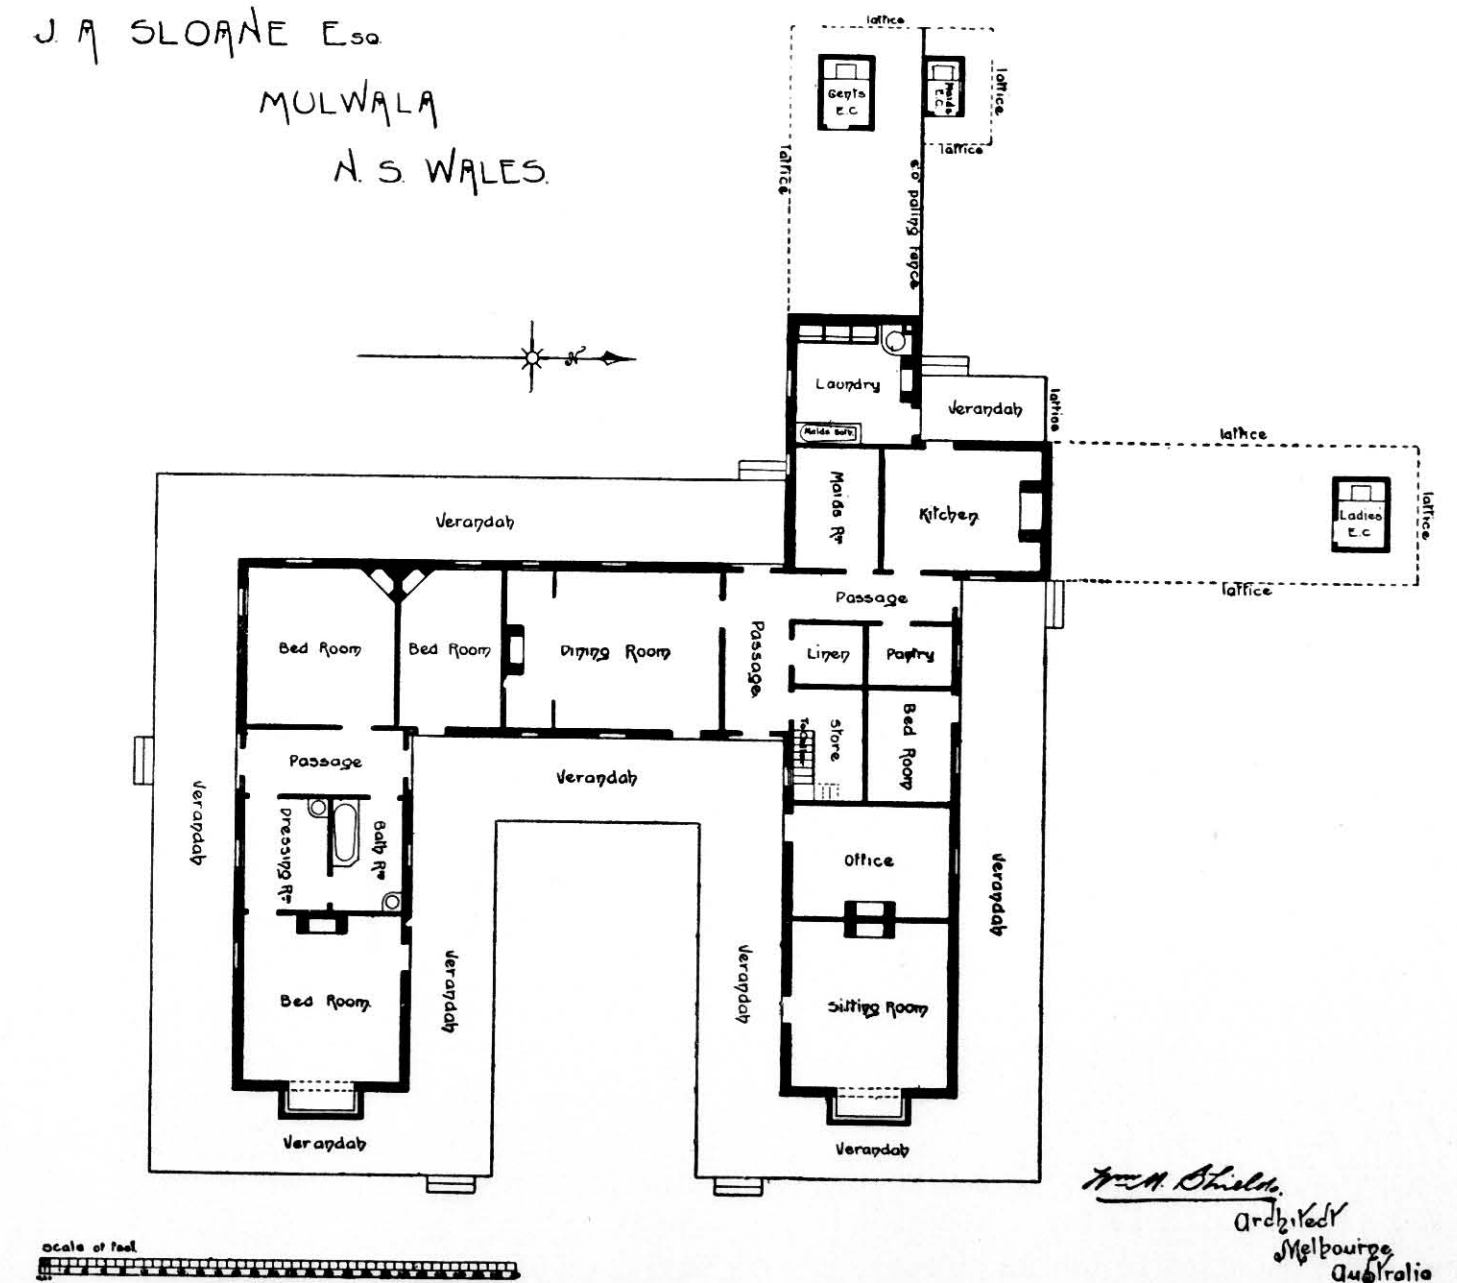 J. A SLOANE Esq.
MULWALA
N. S. WALES.
lattice
Gents
E.C
Maids
E.C.
lattice
lattice
lattice
6'0" paling fence
N
Laundry
Maids Bath
Verandah
lattice
lattice
Verandah
Maids Rm
Kitchen
Ladies
E.C
lattice
lattice
Passage
Bed Room
Bed Room
Dining Room
Passage
Linen
Pantry
Passage
Verandah
To Cellar
Store
Bed Room
Verandah
Dressing Rm
Bath Rm
Office
Verandah
Verandah
Verandah
Bed Room
Sitting Room
Verandah
Verandah
Wm. A. Shields.
Architect
Melbourne
Australia
Scale of Feet